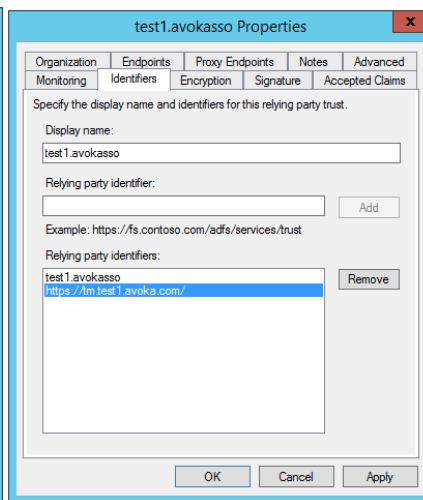 test1.avokasso Properties
x
Organization Endpoints Proxy Endpoints Notes Advanced
Monitoring Identifiers Encryption Signature Accepted Claims
Specify the display name and identifiers for this relying party trust.
Display name:
test1.avokasso
Relying party identifier:
Add
Example: https://fs.contoso.com/adfs/services/trust
Relying party identifiers:
test1.avokasso
Remove
https://tm.test1.avoka.com/
OK Cancel Apply